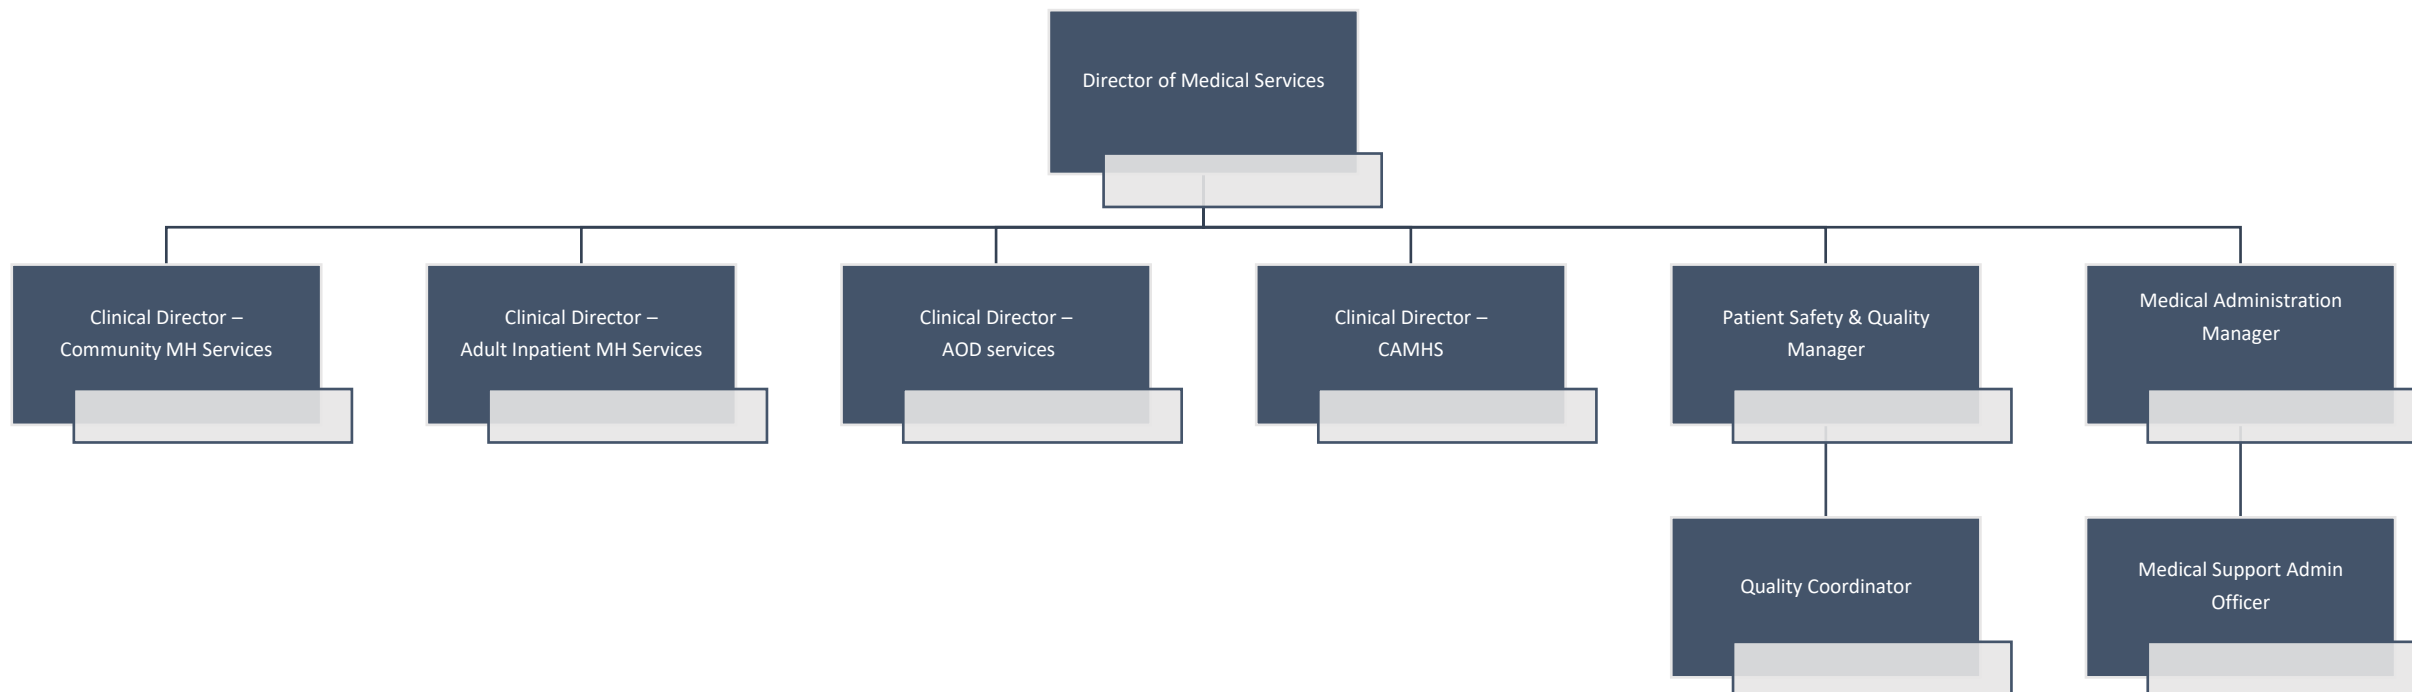 Director of Medical Services
Clinical Director –
Community MH Services
Clinical Director –
Adult Inpatient MH Services
Clinical Director –
AOD services
Clinical Director –
CAMHS
Patient Safety & Quality
Manager
Medical Administration
Manager
Quality Coordinator
Medical Support Admin
Officer